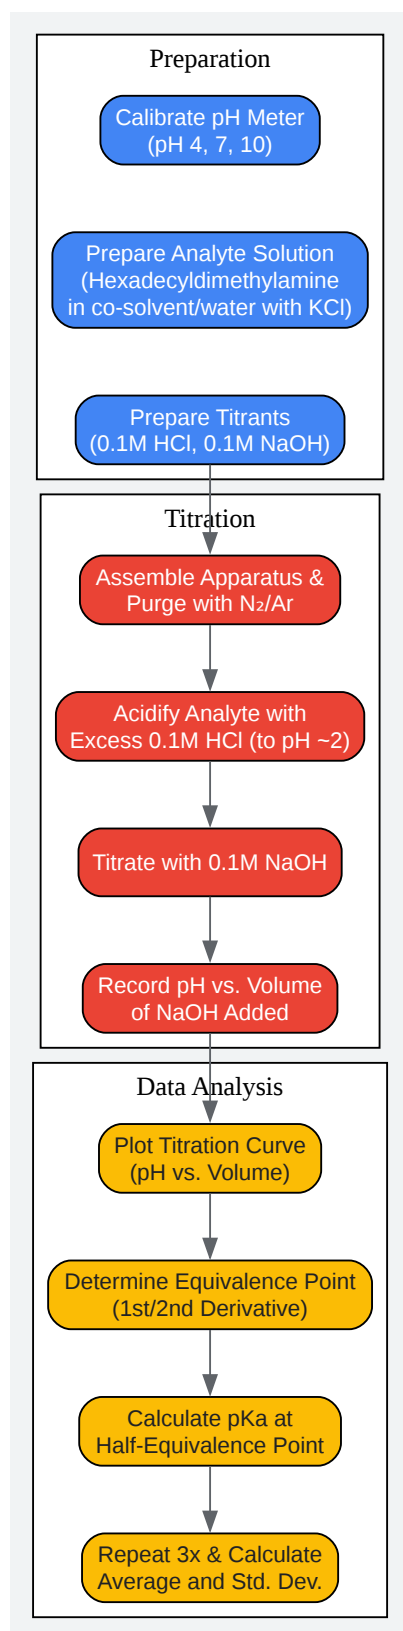 Preparation
Calibrate pH Meter
(pH 4, 7, 10)
Prepare Analyte Solution
(Hexadecyldimethylamine
in co-solvent/water with KCl)
Prepare Titrants
(0.1M HCl, 0.1M NaOH)
Titration
Assemble Apparatus &
Purge with N₂/Ar
Acidify Analyte with
Excess 0.1M HCl (to pH ~2)
Titrate with 0.1M NaOH
Record pH vs. Volume
of NaOH Added
Data Analysis
Plot Titration Curve
(pH vs. Volume)
Determine Equivalence Point
(1st/2nd Derivative)
Calculate pKa at
Half-Equivalence Point
Repeat 3x & Calculate
Average and Std. Dev.